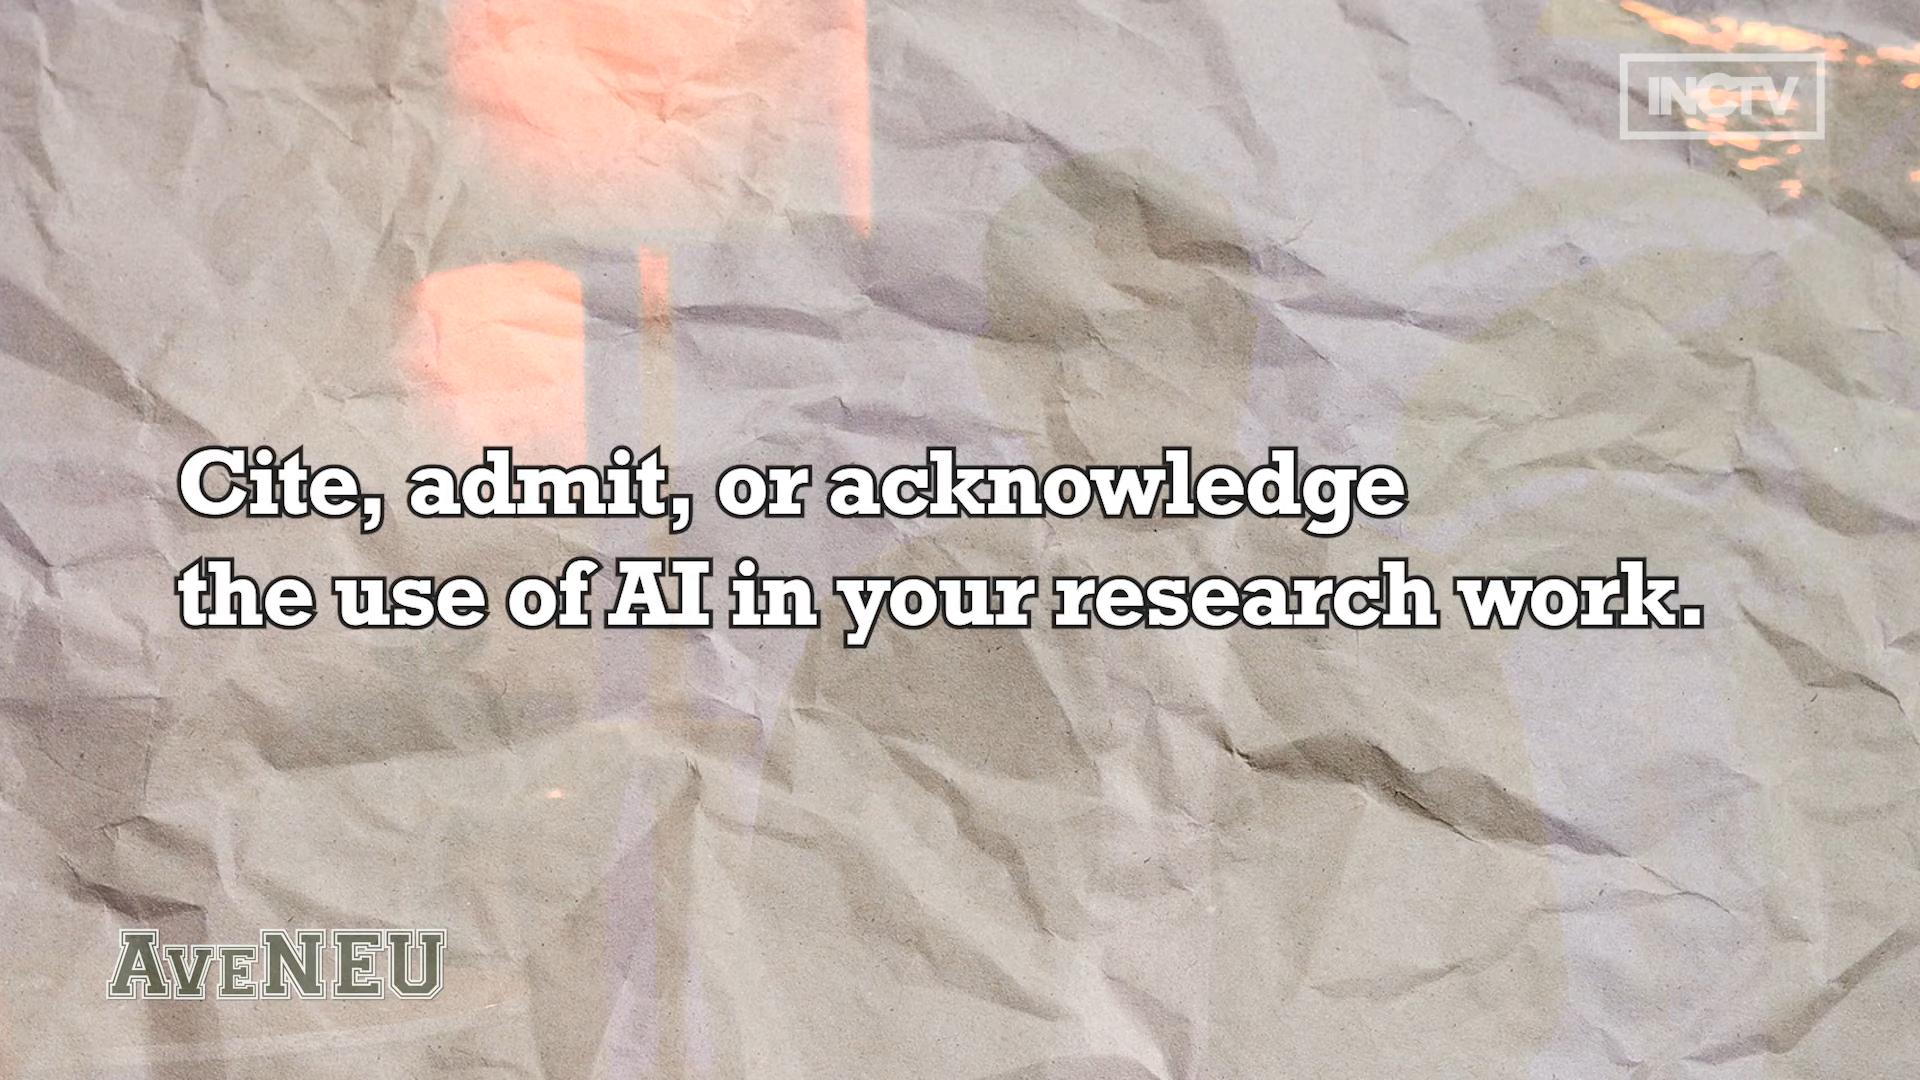 INCTV
Cite, admit, or acknowledge
the use of AI in your research work.
AveNEU